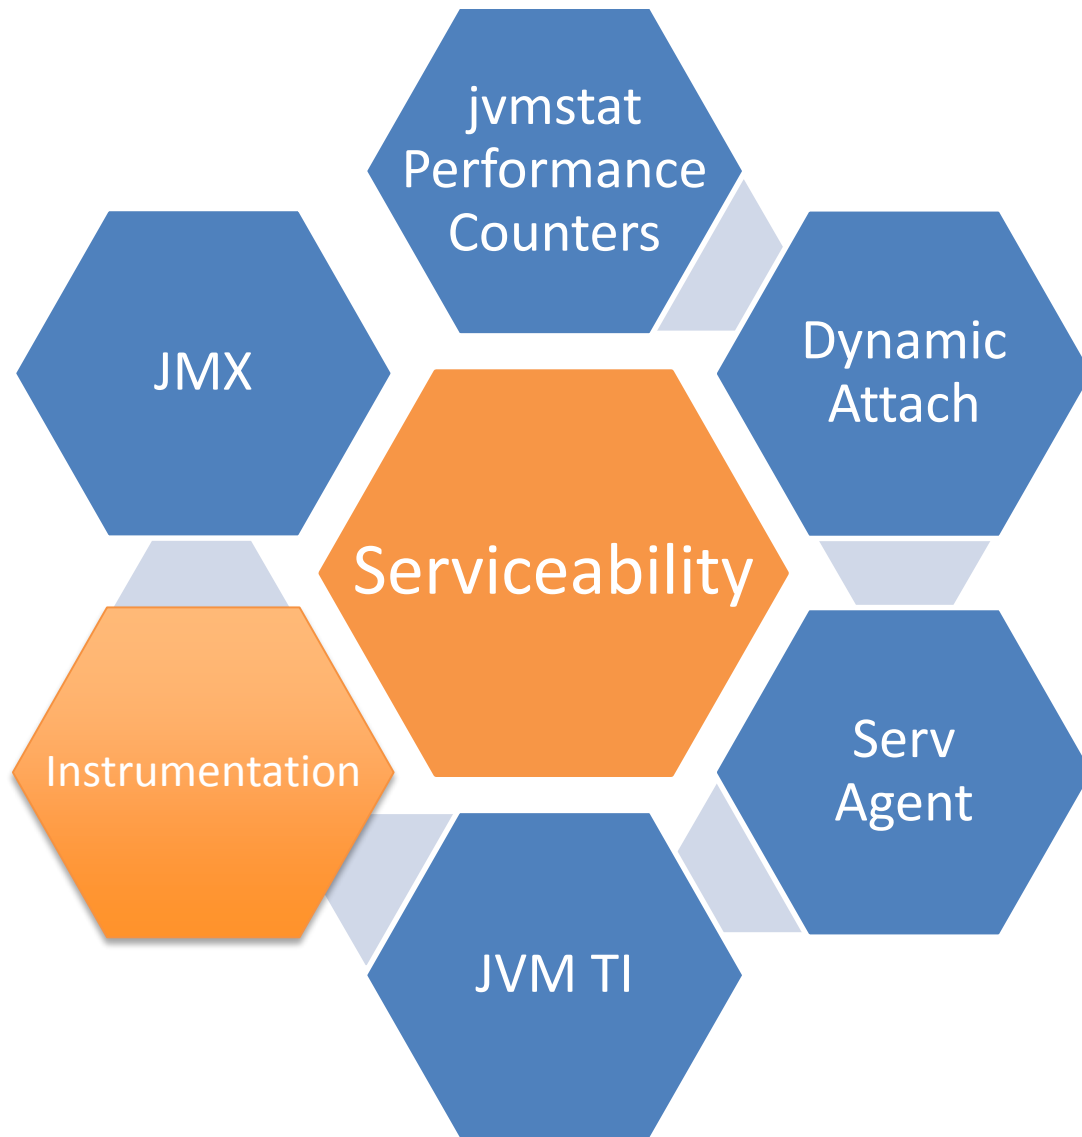 jvmstat
Performance
Counters
JMX
Dynamic
Attach
Serviceability
Instrumentation
Serv
Agent
JVM TI